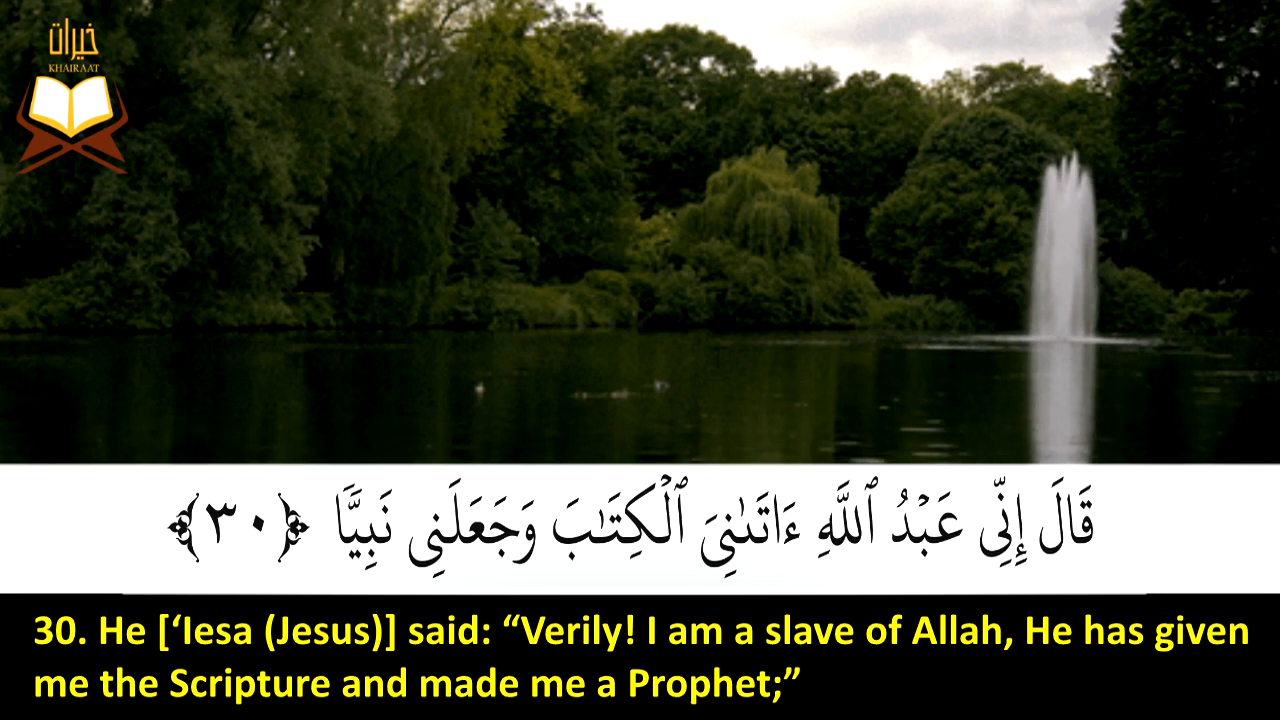 خيرات
KHAIRAAT
قَالَ إِنِّى عَبْدُ ٱللَّهِ ءَاتَىٰنِىَ ٱلْكِتَـٰبَ وَجَعَلَنِى نَبِيًّا ﴿٣٠﴾
30. He [‘Iesa (Jesus)] said: “Verily! I am a slave of Allah, He has given
me the Scripture and made me a Prophet;”